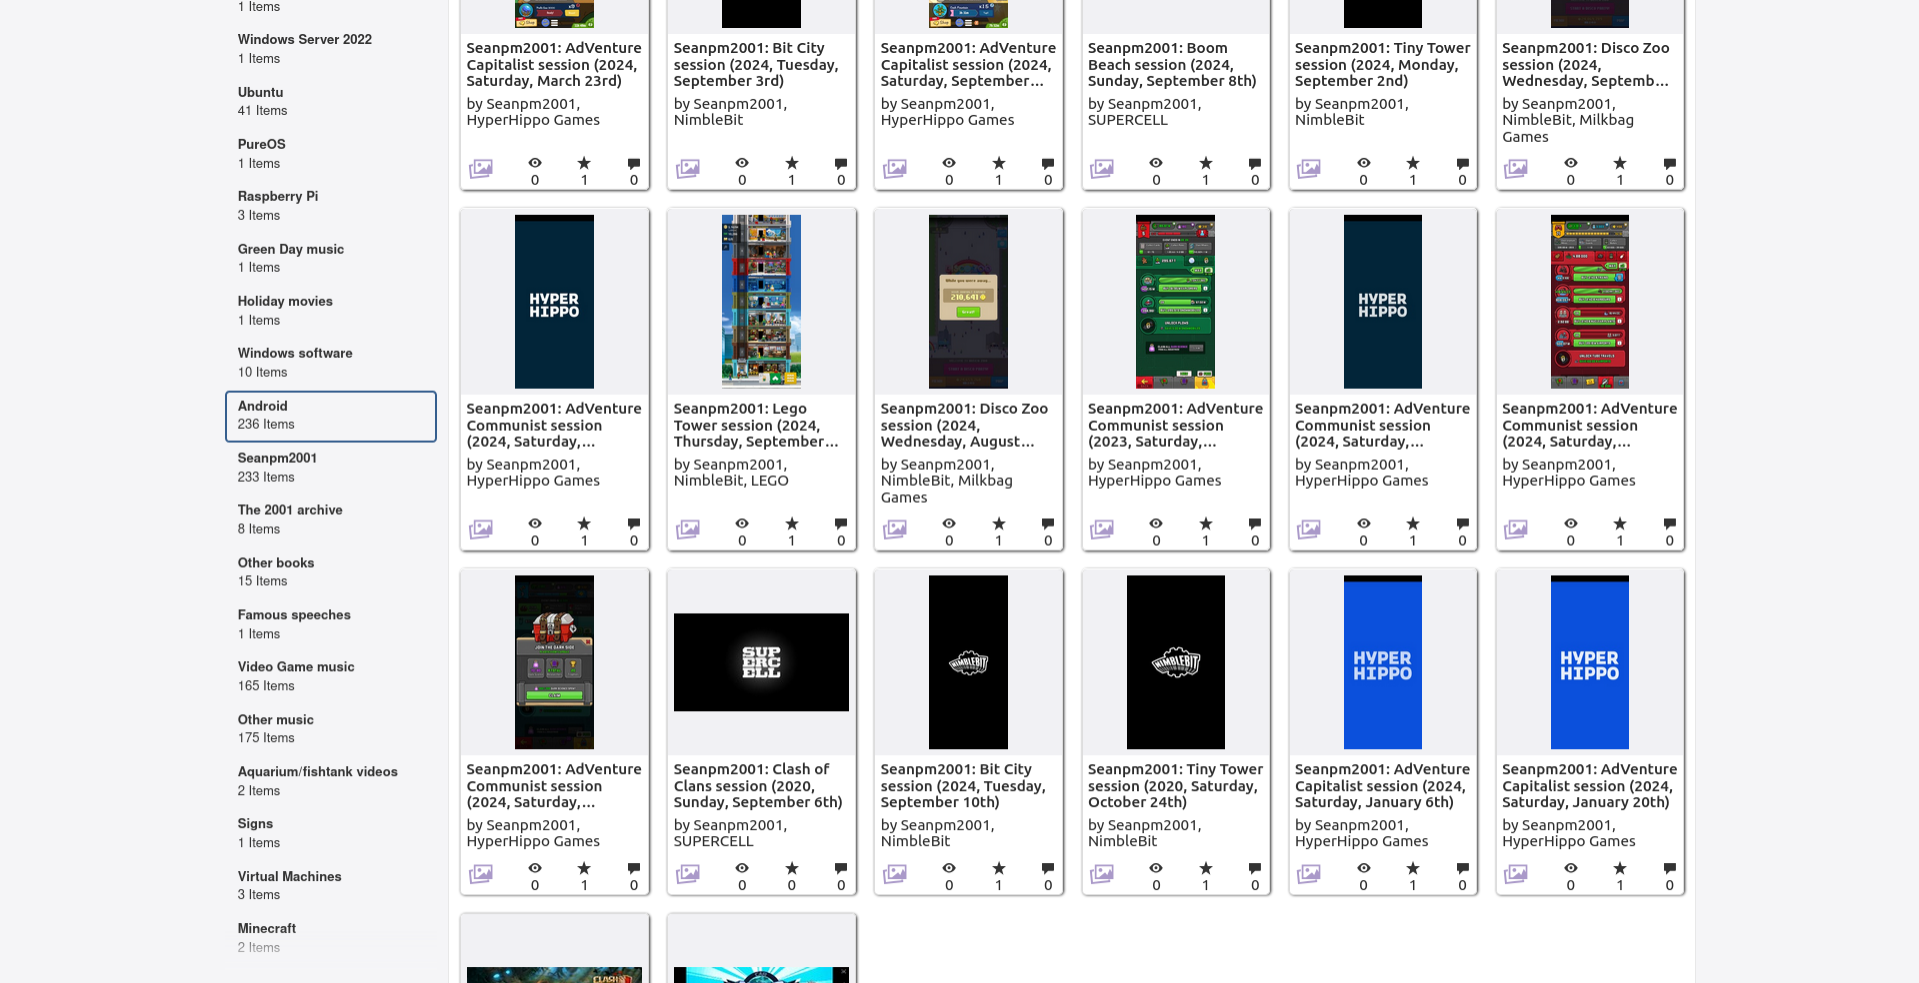 1 Items
Windows Server 2022
1 Items
Ubuntu
41 Items
PureOS
1 Items
Raspberry Pi
3 Items
Green Day music
1 Items
Holiday movies
1 Items
Windows software
10 Items
Android
236 Items
Seanpm2001
233 Items
The 2001 archive
8 Items
Other books
15 Items
Famous speeches
1 Items
Video Game music
165 Items
Other music
175 Items
Aquarium/fishtank videos
2 Items
Signs
1 Items
Virtual Machines
3 Items
Minecraft
2 Items
Seanpm2001: AdVenture
Capitalist session (2024,
Saturday, March 23rd)
by Seanpm2001,
HyperHippo Games
0 1 0
Seanpm2001: Bit City
session (2024, Tuesday,
September 3rd)
by Seanpm2001,
NimbleBit
0 1 0
Seanpm2001: AdVenture
Capitalist session (2024,
Saturday, September...
by Seanpm2001,
HyperHippo Games
0 1 0
Seanpm2001: Boom
Beach session (2024,
Sunday, September 8th)
by Seanpm2001,
SUPERCELL
0 1 0
Seanpm2001: Tiny Tower
session (2024, Monday,
September 2nd)
by Seanpm2001,
NimbleBit
0 1 0
Seanpm2001: Disco Zoo
session (2024,
Wednesday, Septemb...
by Seanpm2001,
NimbleBit, Milkbag
Games
0 1 0
HYPER
HIPPO
Seanpm2001: AdVenture
Communist session
(2024, Saturday,...
by Seanpm2001,
HyperHippo Games
0 1 0
Seanpm2001: Lego
Tower session (2024,
Thursday, September...
by Seanpm2001,
NimbleBit, LEGO
0 1 0
While you were away...
210,641
Seanpm2001: Disco Zoo
session (2024,
Wednesday, August...
by Seanpm2001,
NimbleBit, Milkbag
Games
0 1 0
Seanpm2001: AdVenture
Communist session
(2023, Saturday,...
by Seanpm2001,
HyperHippo Games
0 1 0
HYPER
HIPPO
Seanpm2001: AdVenture
Communist session
(2024, Saturday,...
by Seanpm2001,
HyperHippo Games
0 1 0
Seanpm2001: AdVenture
Communist session
(2024, Saturday,...
by Seanpm2001,
HyperHippo Games
0 1 0
JOIN THE DARK SIDE
Seanpm2001: AdVenture
Communist session
(2024, Saturday,...
by Seanpm2001,
HyperHippo Games
0 1 0
SUP
ERC
ELL
Seanpm2001: Clash of
Clans session (2020,
Sunday, September 6th)
by Seanpm2001,
SUPERCELL
0 0 0
NIMBLEBIT
Seanpm2001: Bit City
session (2024, Tuesday,
September 10th)
by Seanpm2001,
NimbleBit
0 1 0
NIMBLEBIT
Seanpm2001: Tiny Tower
session (2020, Saturday,
October 24th)
by Seanpm2001,
NimbleBit
0 1 0
HYPER
HIPPO
Seanpm2001: AdVenture
Capitalist session (2024,
Saturday, January 6th)
by Seanpm2001,
HyperHippo Games
0 1 0
HYPER
HIPPO
Seanpm2001: AdVenture
Capitalist session (2024,
Saturday, January 20th)
by Seanpm2001,
HyperHippo Games
0 1 0
CLASH